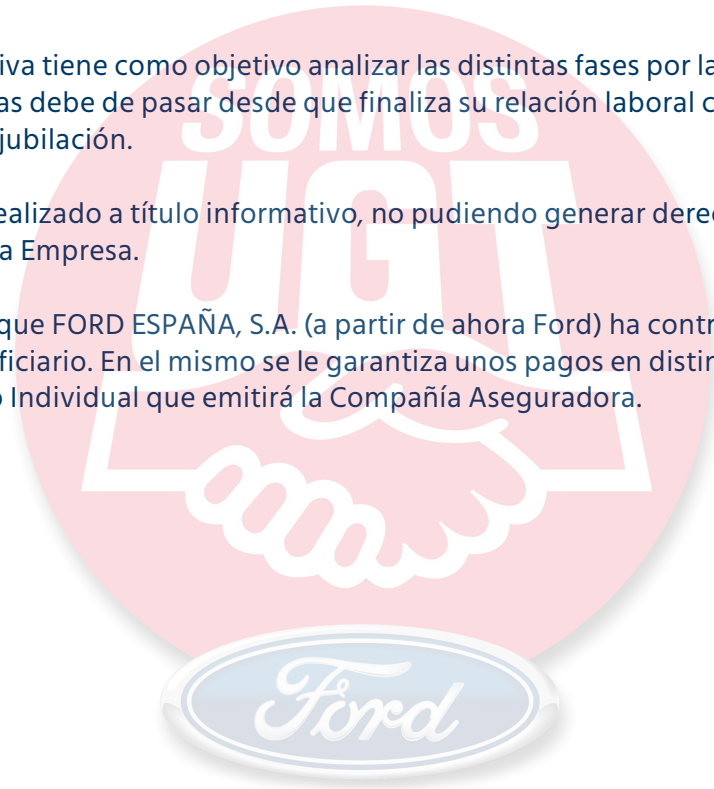 iva tiene como objetivo analizar las distintas fases por la
as debe de pasar desde que finaliza su relación laboral c
jubilación.
ealizado a título informativo, no pudiendo generar derec
a Empresa.
que FORD ESPAÑA, S.A. (a partir de ahora Ford) ha contr
ficiario. En el mismo se le garantiza unos pagos en distin
o Individual que emitirá la Compañía Aseguradora.
SOMOS
UGT
Ford